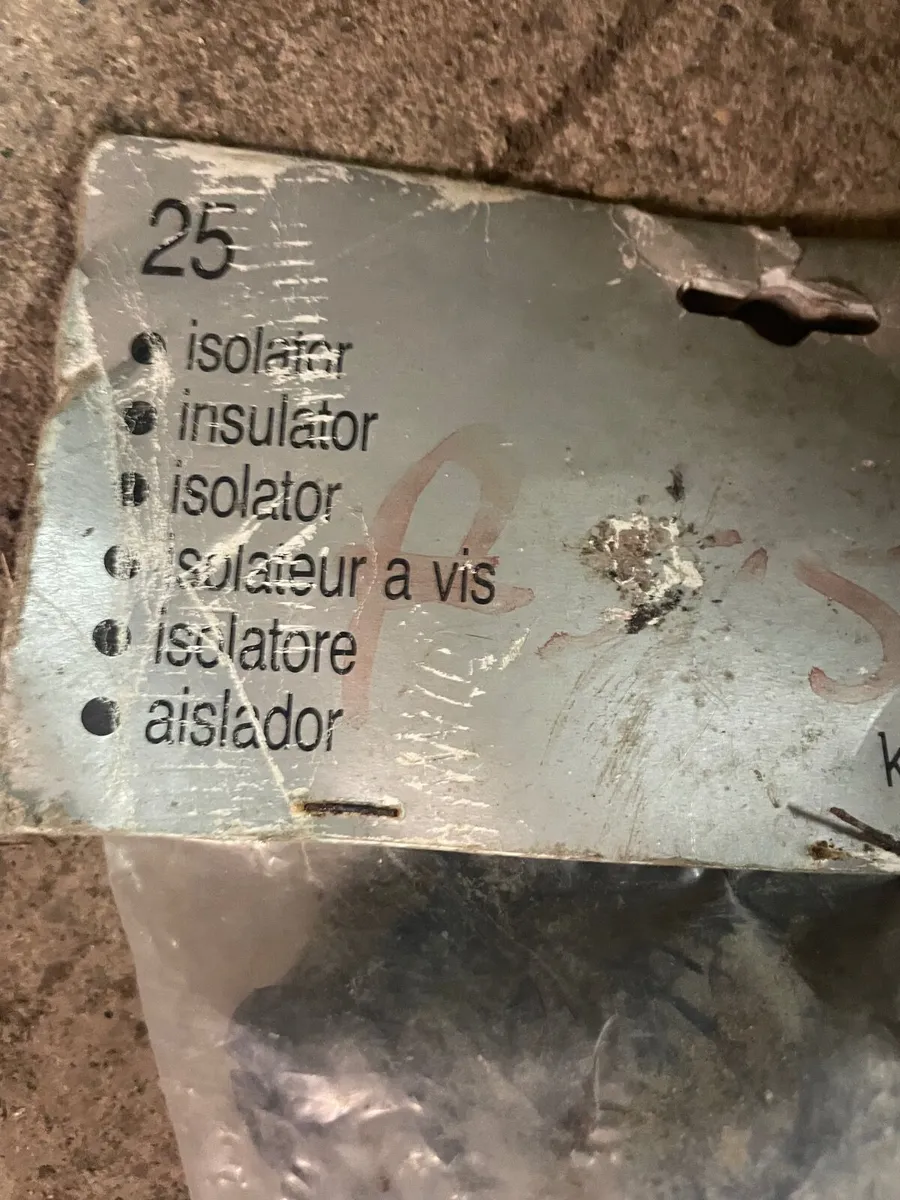 25
• isolator
• insulator
• isolator
• isolateur a vis
• isolatore
• aislador
k